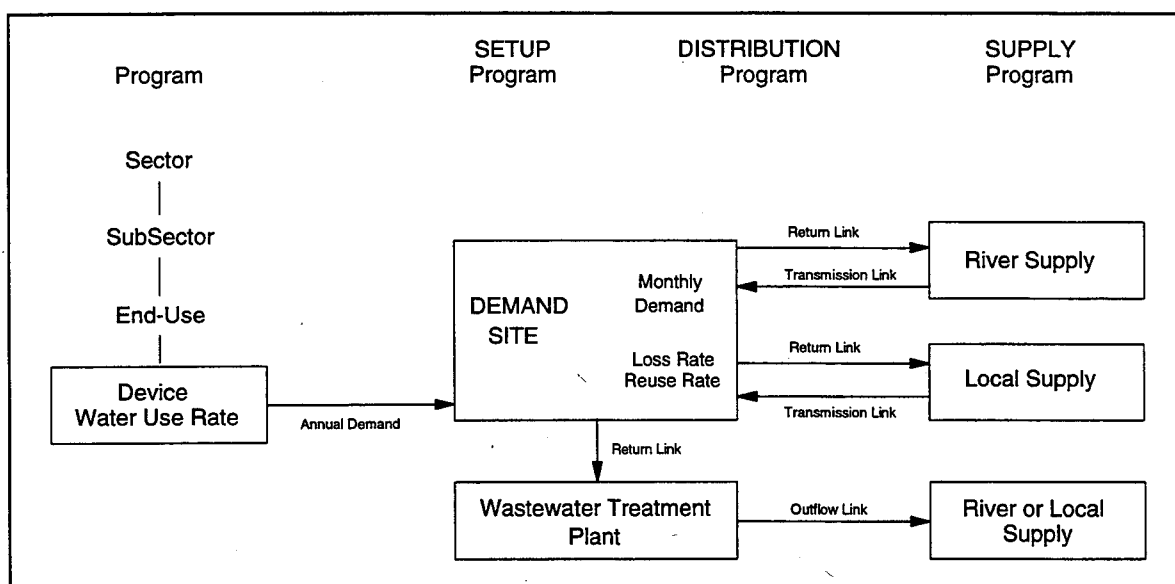 Program
SETUP
Program
DISTRIBUTION
Program
SUPPLY
Program
Sector
SubSector
End-Use
Device
Water Use Rate
Annual Demand
DEMAND
SITE
Monthly
Demand
Loss Rate
Reuse Rate
Return Link
Transmission Link
River Supply
Return Link
Transmission Link
Local Supply
Return Link
Wastewater Treatment
Plant
Outflow Link
River or Local
Supply